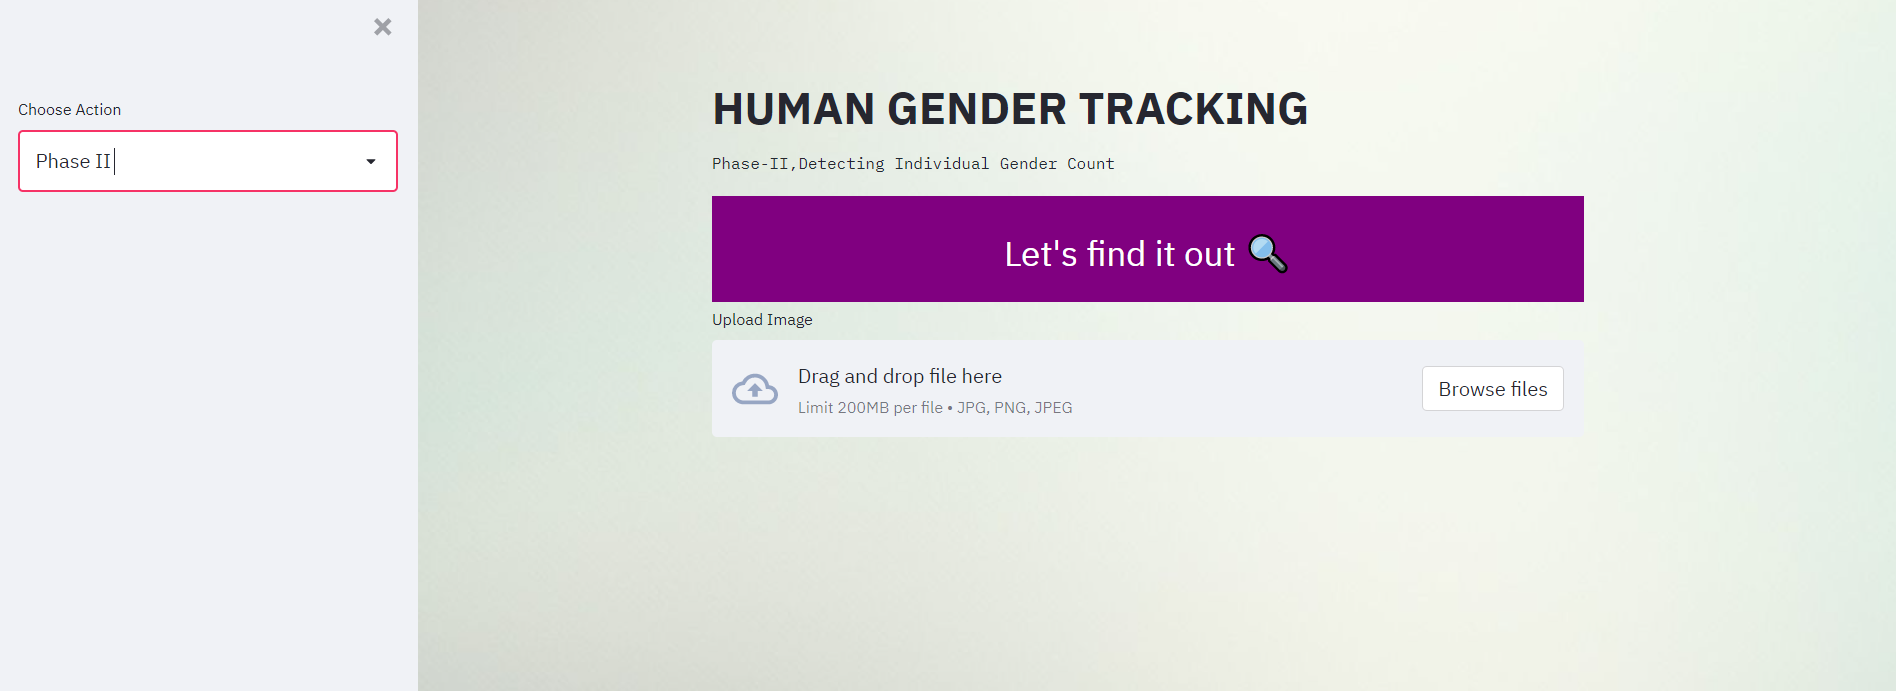 Choose Action
Phase II
HUMAN GENDER TRACKING
Phase-II,Detecting Individual Gender Count
Let's find it out
Upload Image
Drag and drop file here
Limit 200MB per file • JPG, PNG, JPEG
Browse files